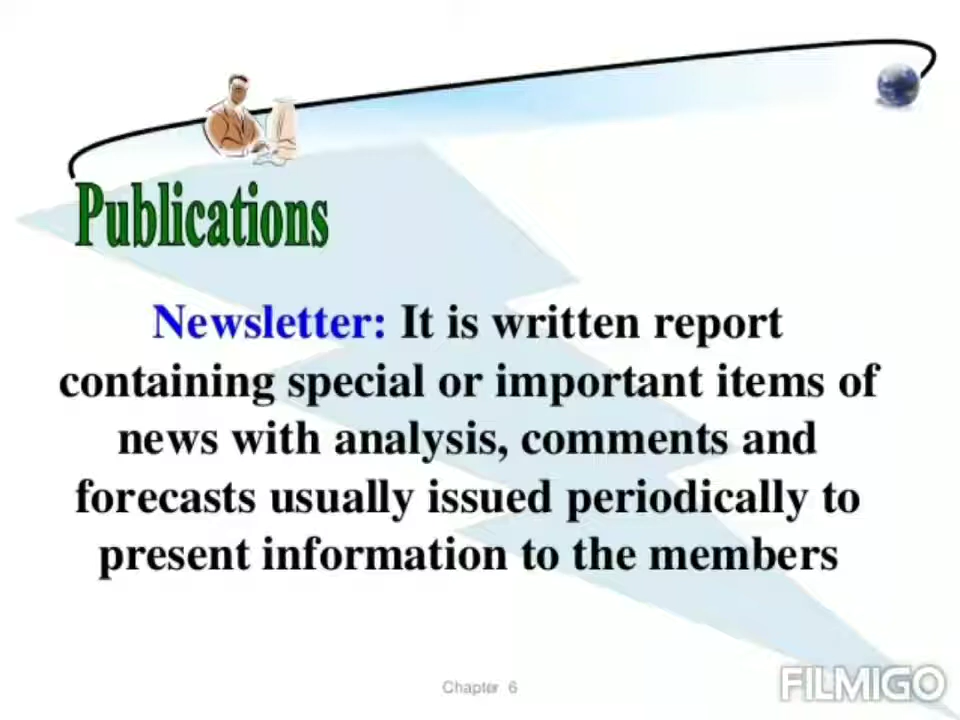 Publications
Newsletter: It is written report
containing special or important items of
news with analysis, comments and
forecasts usually issued periodically to
present information to the members
Chapter 6
FILMIGO